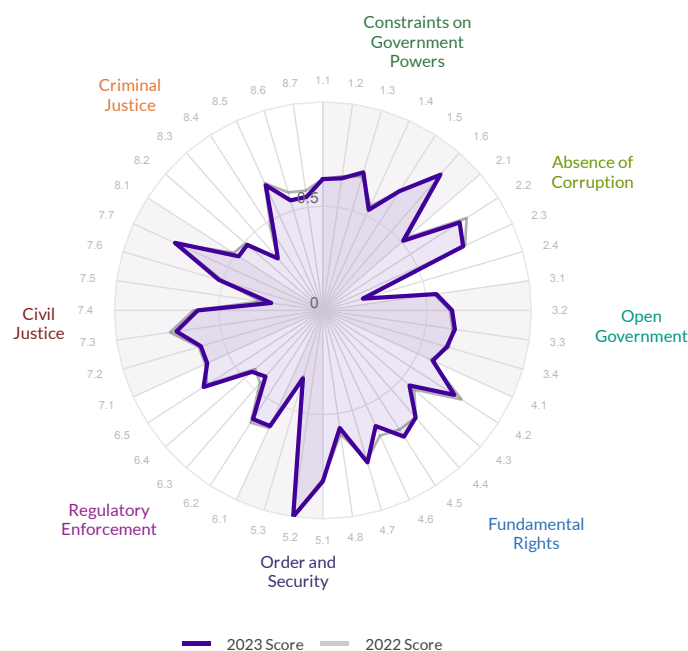 Constraints on
Government
Powers
Criminal
Justice
8.7
1.1
1.2
8.6
1.3
8.5
1.4
8.4
1.5
8.3
1.6
8.2
2.1
Absence of
Corruption
8.1
2.2
7.7
2.3
0.5
7.6
2.4
7.5
3.1
0
7.4
3.2
Civil
Justice
Open
Government
7.3
3.3
7.2
3.4
7.1
4.1
6.5
4.2
6.4
4.3
6.3
4.4
6.2
4.5
6.1
4.6
5.3
4.7
5.2
4.8
5.1
Regulatory
Enforcement
Fundamental
Rights
Order and
Security
2023 Score
2022 Score